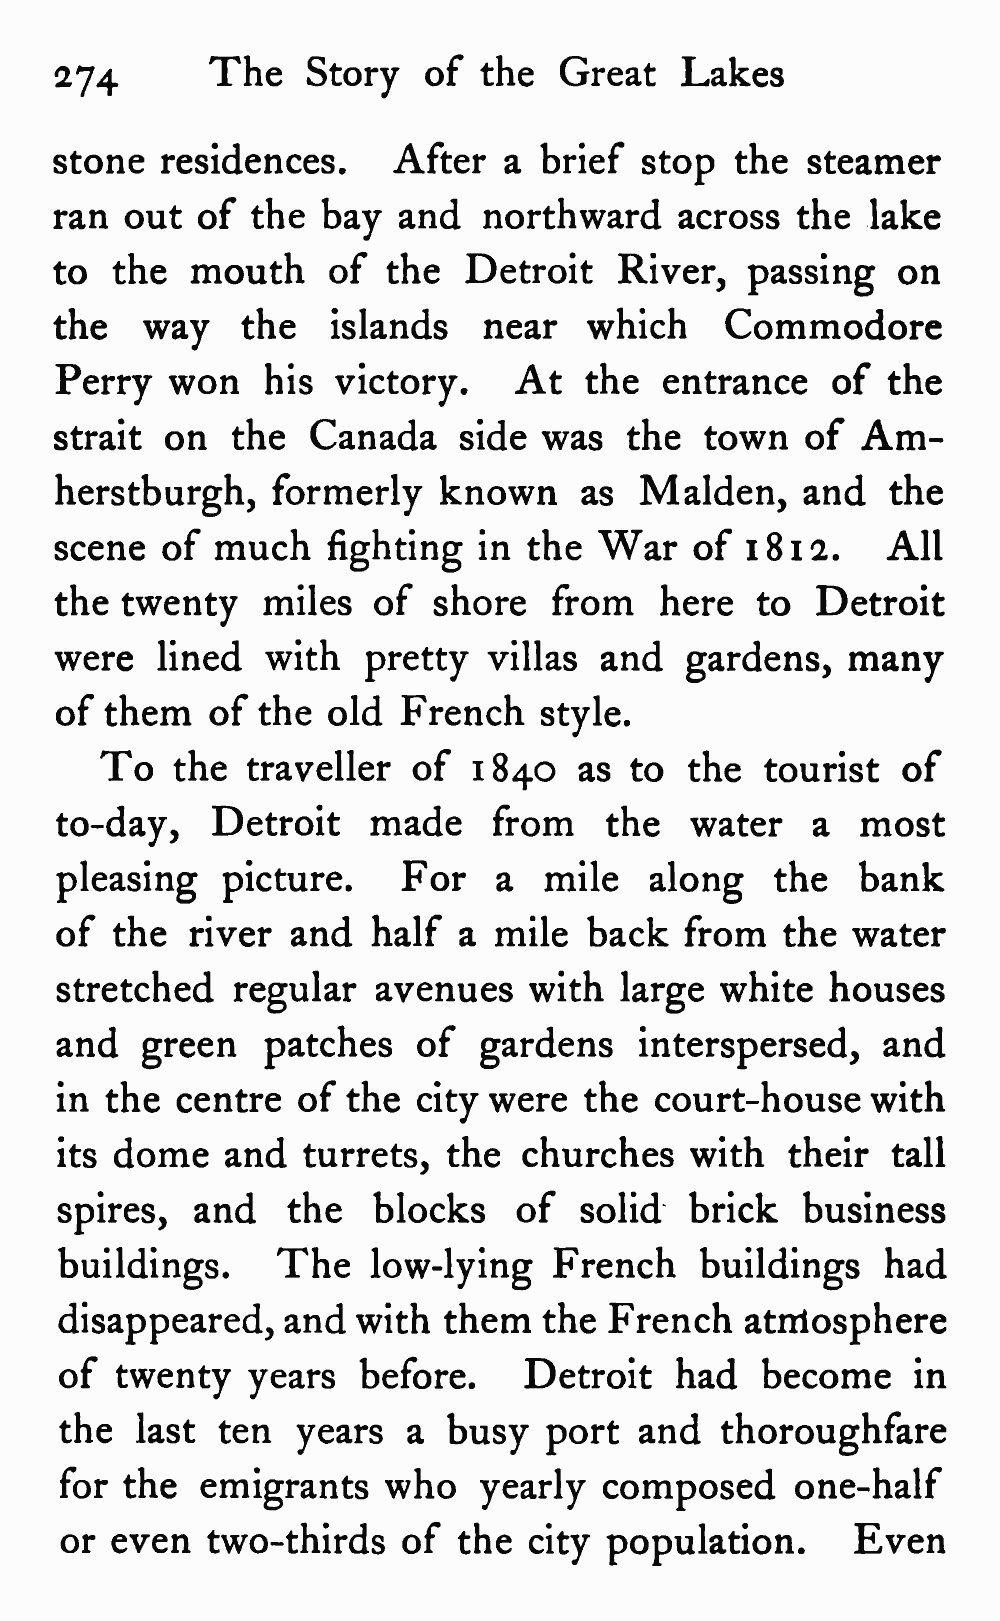 274 The Story of the Great Lakes
stone residences. After a brief stop the steamer
ran out of the bay and northward across the lake
to the mouth of the Detroit River, passing on
the way the islands near which Commodore
Perry won his victory. At the entrance of the
strait on the Canada side was the town of Am-
herstburgh, formerly known as Malden, and the
scene of much fighting in the War of 1812. All
the twenty miles of shore from here to Detroit
were lined with pretty villas and gardens, many
of them of the old French style.
To the traveller of 1840 as to the tourist of
to-day, Detroit made from the water a most
pleasing picture. For a mile along the bank
of the river and half a mile back from the water
stretched regular avenues with large white houses
and green patches of gardens interspersed, and
in the centre of the city were the court-house with
its dome and turrets, the churches with their tall
spires, and the blocks of solid brick business
buildings. The low-lying French buildings had
disappeared, and with them the French atmosphere
of twenty years before. Detroit had become in
the last ten years a busy port and thoroughfare
for the emigrants who yearly composed one-half
or even two-thirds of the city population. Even